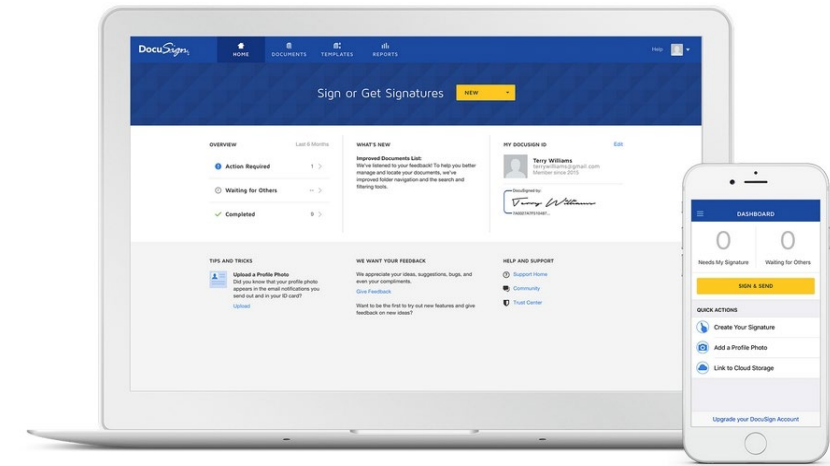 DocuSign
HOME
DOCUMENTS
TEMPLATES
REPORTS
Help
Sign or Get Signatures
NEW
OVERVIEW
Last 6 Months
Action Required
1
Waiting for Others
--
Completed
WHAT'S NEW
Improved Documents List:
We've listened to your feedback! To help you better
manage and locate your documents, we've
improved folder navigation and the search and
filtering tools.
MY DOCUSIGN ID
Edit
Terry Williams
terrywilliams@gmail.com
Member since 2015
DocuSigned by:
Terry Williams
TIPS AND TRICKS
Upload a Profile Photo
Did you know that your profile photo
appears in the email notifications you
send out and in your ID card?
Upload
WE WANT YOUR FEEDBACK
We appreciate your ideas, suggestions, bugs, and
even your compliments.
Give Feedback
Want to be the first to try out new features and give
feedback on new ideas?
HELP AND SUPPORT
Support Home
Community
Trust Center
DASHBOARD
0
0
Needs My Signature
Waiting for Others
SIGN & SEND
QUICK ACTIONS
Create Your Signature
Add a Profile Photo
Link to Cloud Storage
Upgrade your DocuSign Account